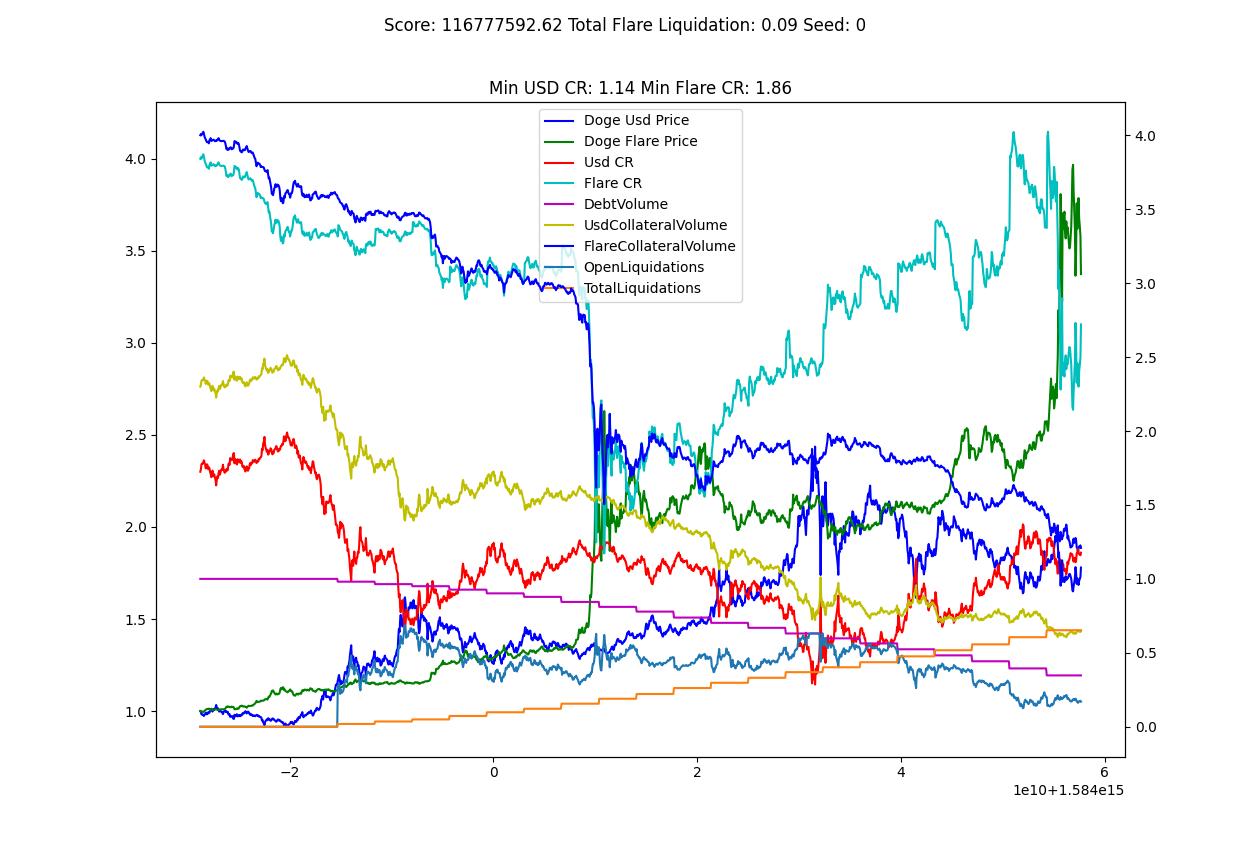 Score: 116777592.62 Total Flare Liquidation: 0.09 Seed: 0
Min USD CR: 1.14 Min Flare CR: 1.86
Doge Usd Price
Doge Flare Price
Usd CR
Flare CR
DebtVolume
UsdCollateralVolume
FlareCollateralVolume
OpenLiquidations
TotalLiquidations
4.0
3.5
3.0
2.5
2.0
1.5
1.0
4.0
3.5
3.0
2.5
2.0
1.5
1.0
0.5
0.0
−2
0
2
4
6
1e10+1.584e15